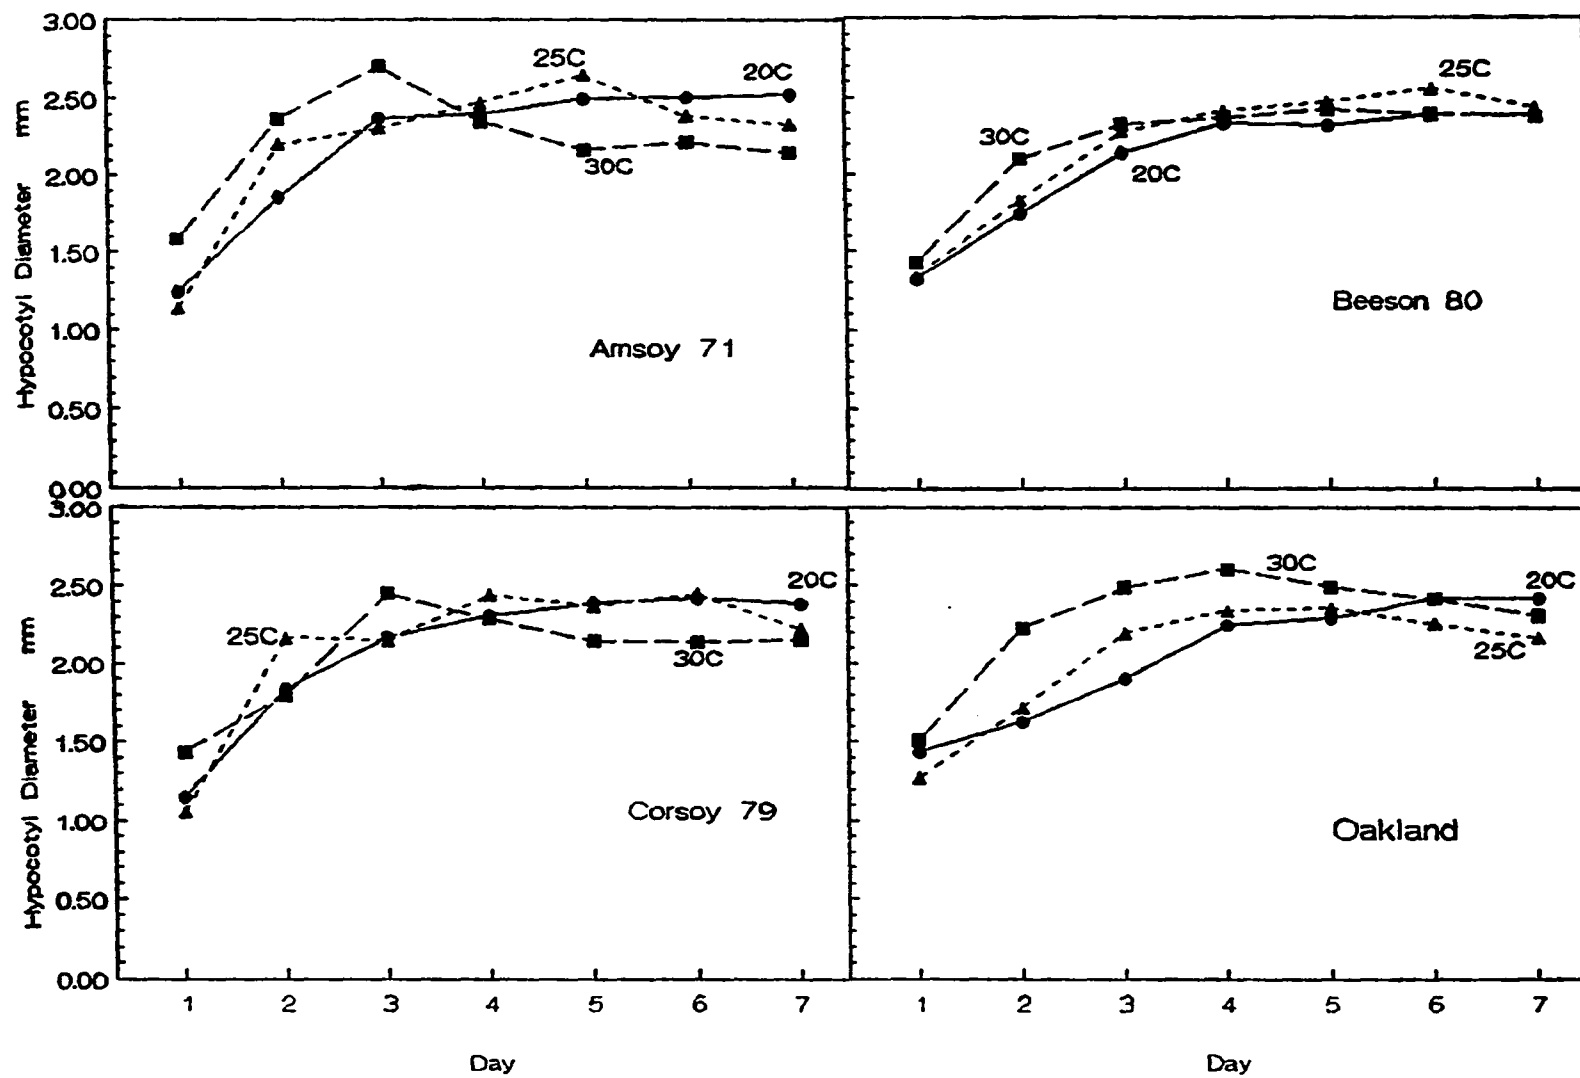 3.00
2.50
2.00
1.50
1.00
0.50
0.00
Hypocotyl Diameter mm
25C
20C
30C
Amsoy 71
25C
30C
20C
Beeson 80
3.00
2.50
2.00
1.50
1.00
0.50
0.00
Hypocotyl Diameter mm
20C
25C
30C
Corsoy 79
30C
20C
25C
Oakland
1 2 3 4 5 6 7
1 2 3 4 5 6 7
Day
Day